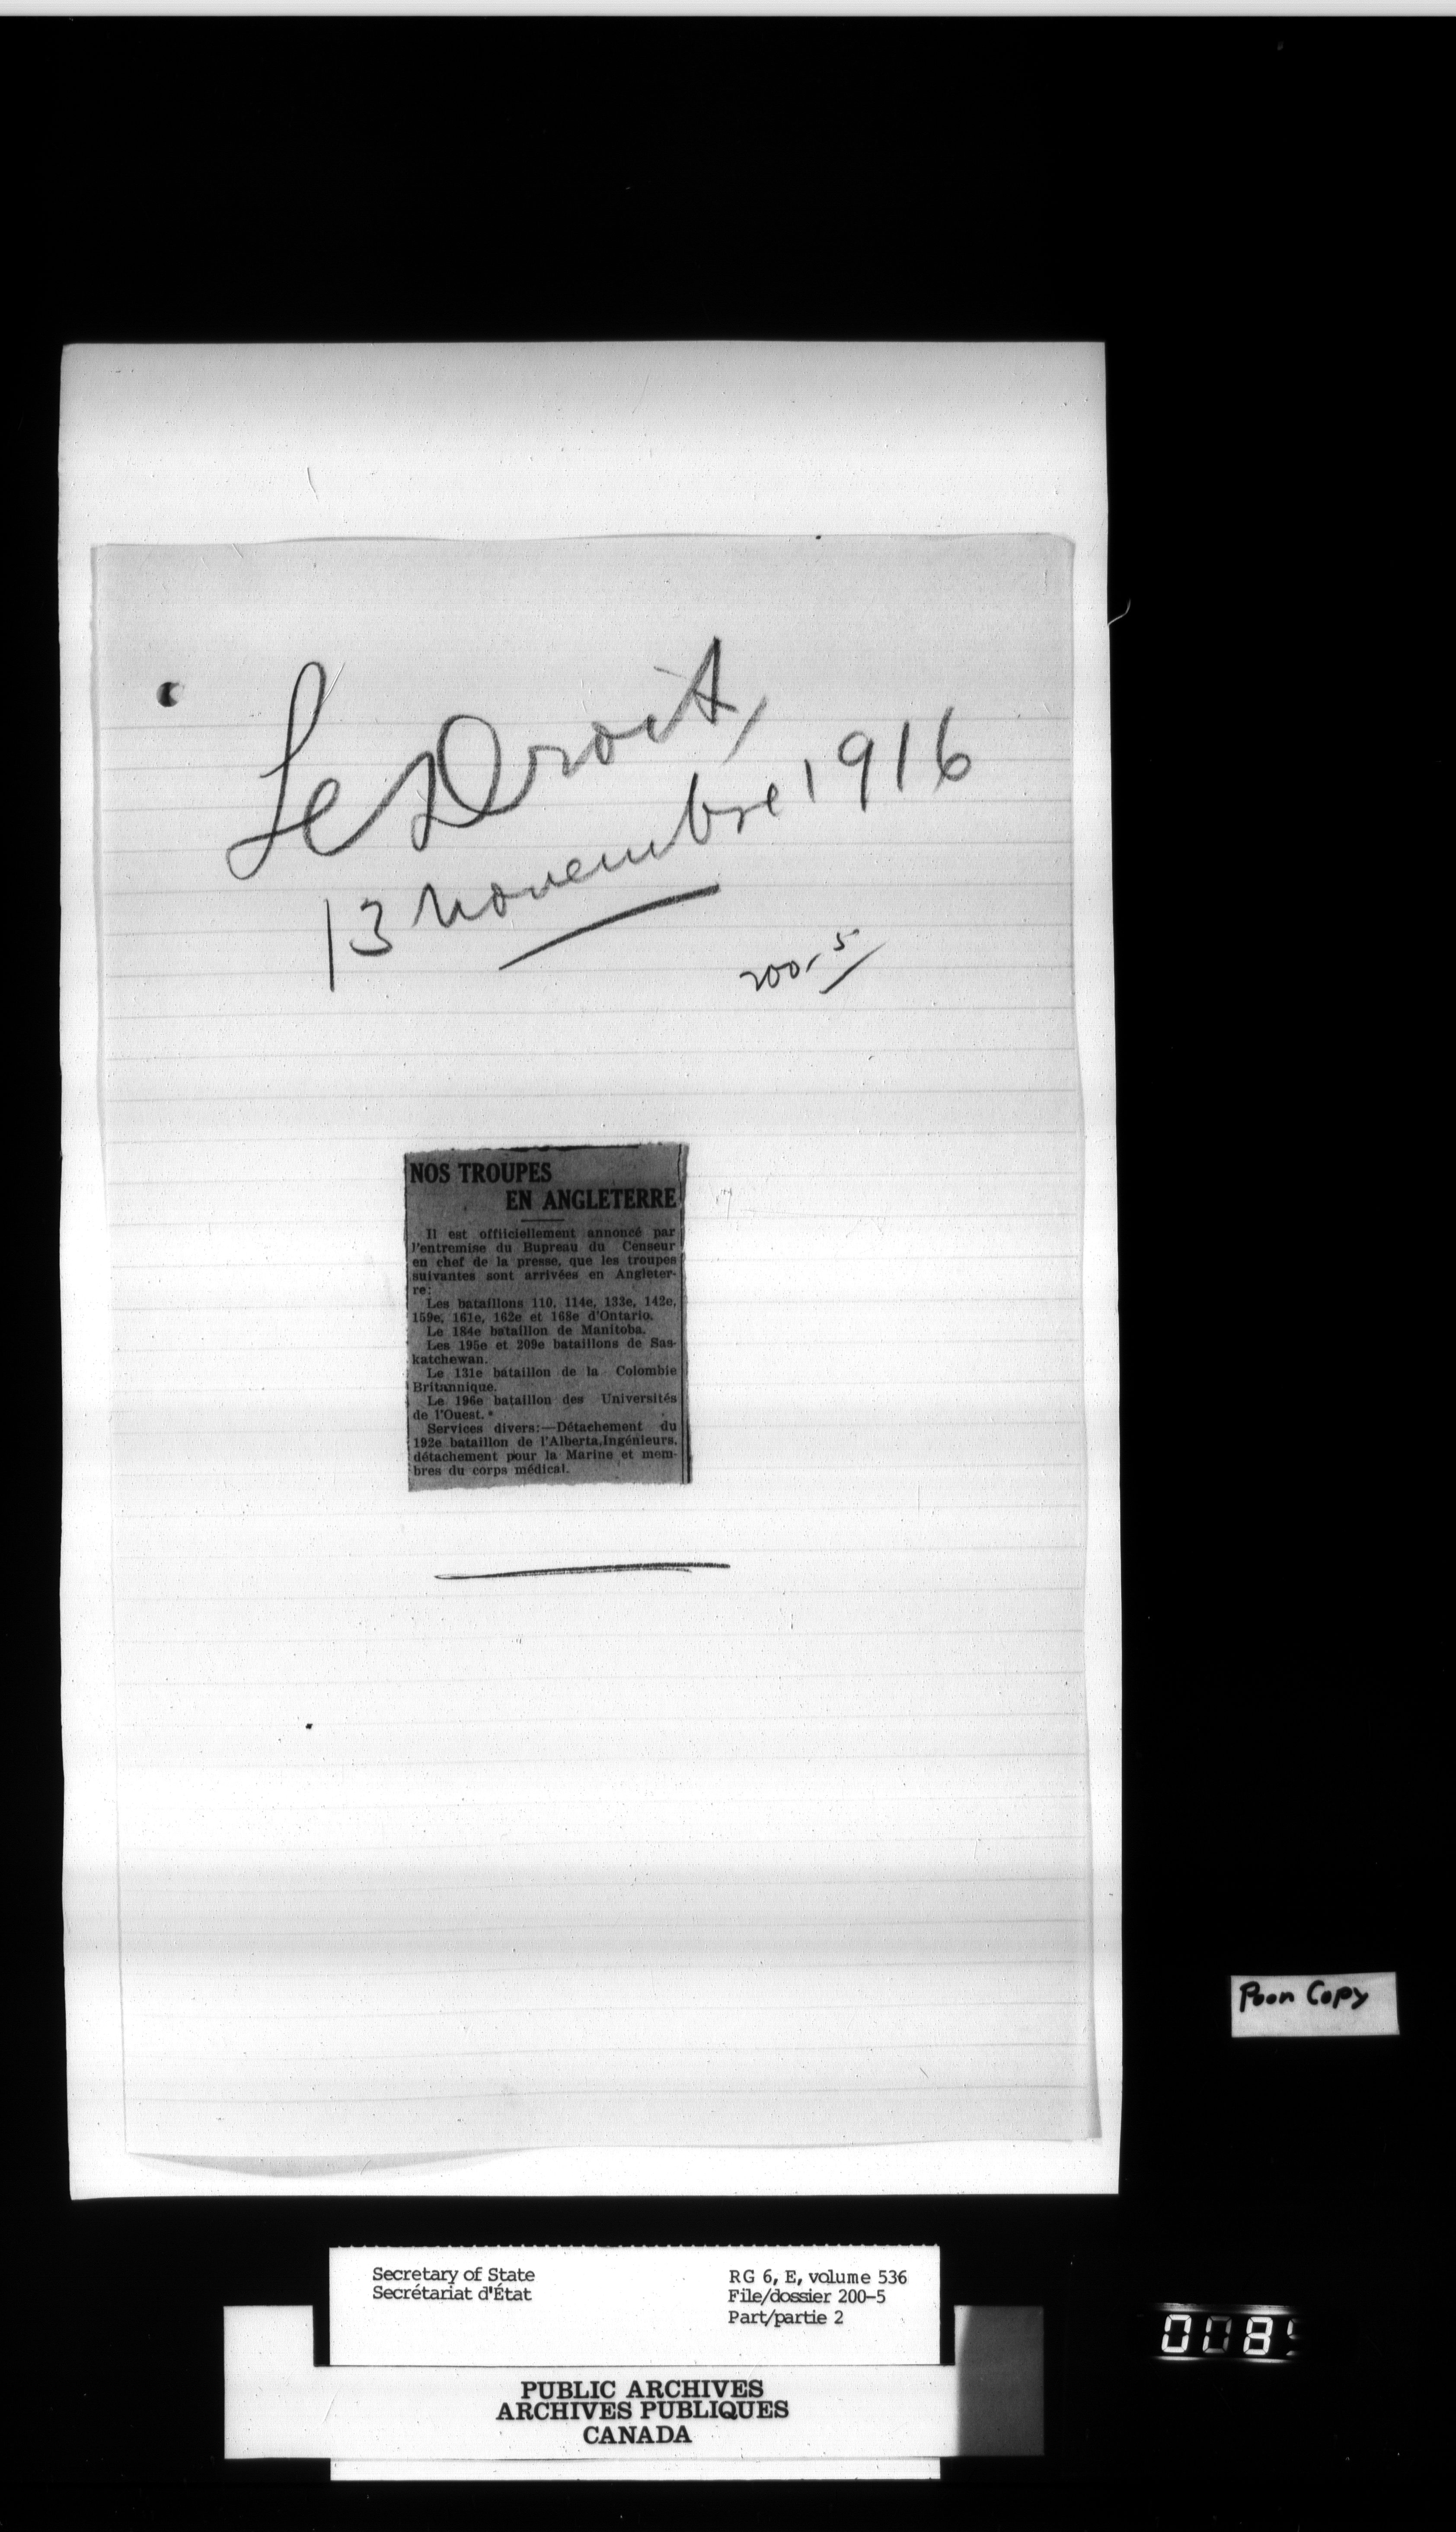 Le Droit,
13 novembre 1916
200-5
NOS TROUPES
EN ANGLETERRE
Il est offiiciellement annoncé par
l'entremise du Bupreau du Censeur
en chef de la presse, que les troupes
suivantes sont arrivées en Angleter-
re:
Les bataillons 110, 114e, 133e, 142e,
159e, 161e, 162e et 168e d'Ontario.
Le 184e bataillon de Manitoba.
Les 195e et 209e bataillons de Sas-
katchewan.
Le 131e bataillon de la Colombie
Britannique.
Le 196e bataillon des Universités
de l'Ouest.
Services divers:—Détachement du
192e bataillon de l'Alberta,Ingénieurs,
détachement pour la Marine et mem-
bres du corps médical.
Poor Copy
Secretary of State
Secrétariat d'État
RG 6, E, volume 536
File/dossier 200-5
Part/partie 2
PUBLIC ARCHIVES
ARCHIVES PUBLIQUES
CANADA